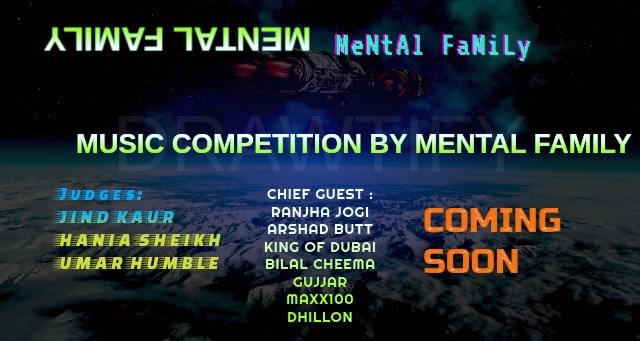 MENTAL FAMILY
MeNtAl FaMiLy
DRAWTIFY
MUSIC COMPETITION BY MENTAL FAMILY
JUDGES:
JIND KAUR
HANIA SHEIKH
UMAR HUMBLE
CHIEF GUEST :
RANJHA JOGI
ARSHAD BUTT
KING OF DUBAI
BILAL CHEEMA
GUJJAR
MAXX100
DHILLON
COMING
SOON